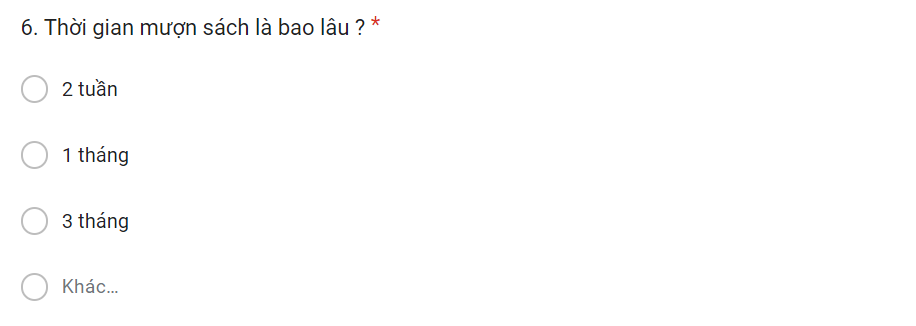 6. Thời gian mượn sách là bao lâu ? *
2 tuần
1 tháng
3 tháng
Khác...